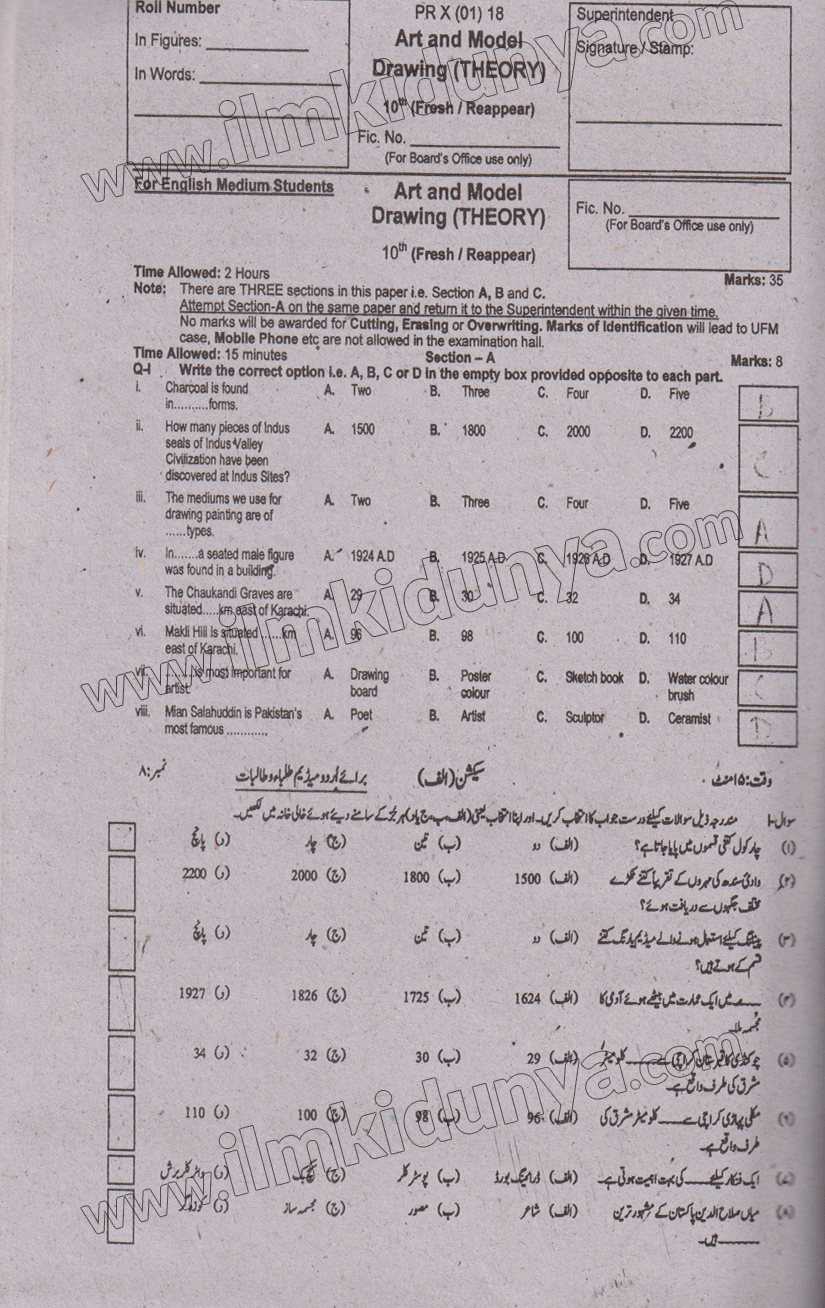 Roll Number
In Figures:
In Words:
PR X (01) 18
Art and Model
Drawing (THEORY)
10th (Fresh / Reappear)
Fic. No.
(For Board's Office use only)
Superintendent
Signature / Stamp:
www.ilmkidunya.com
For English Medium Students
Art and Model
Drawing (THEORY)
10th (Fresh / Reappear)
Fic. No.
(For Board's Office use only)
Time Allowed: 2 Hours Marks: 35
Note: There are THREE sections in this paper i.e. Section A, B and C.
Attempt Section-A on the same paper and return it to the Superintendent within the given time.
No marks will be awarded for Cutting, Erasing or Overwriting. Marks of Identification will lead to UFM
case, Mobile Phone etc are not allowed in the examination hall.
Time Allowed: 15 minutes Section – A Marks: 8
Q-I Write the correct option i.e. A, B, C or D in the empty box provided opposite to each part.
i. Charcoal is found A. Two B. Three C. Four D. Five B
in..........forms.
ii. How many pieces of Indus A. 1500 B. 1800 C. 2000 D. 2200 C
seals of Indus Valley
Civilization have been
discovered at Indus Sites?
iii. The mediums we use for A. Two B. Three C. Four D. Five A
drawing painting are of
......types.
iv. In.......a seated male figure A. 1924 A.D B. 1925 A.D C. 1926 A.D D. 1927 A.D D
was found in a building.
v. The Chaukandi Graves are A. 29 B. 30 C. 32 D. 34 A
situated.....km east of Karachi.
vi. Makli Hill is situated ......km A. 96 B. 98 C. 100 D. 110 B
east of Karachi.
vii. ........is most important for A. Drawing B. Poster C. Sketch book D. Water colour C
artist. board colour brush
viii. Mian Salahuddin is Pakistan's A. Poet B. Artist C. Sculptor D. Ceramist D
most famous ............
www.ilmkidunya.com
وقت: ۱۵ منٹ سیکشن (الف) برائے اُردو میڈیم طلباء و طالبات نمبر: ۸
سوال-I مندرجہ ذیل سوالات کیلئے درست جواب کا انتخاب کریں۔ اور اپنا انتخاب یعنی (الف، ب، ج یا د) ہر جُز کے سامنے دیے ہوئے خالی خانہ میں لکھیں۔
(۱) چارکول کتنی قسموں میں پایا جاتا ہے؟ (الف) دو (ب) تین (ج) چار (د) پانچ
(۲) وادئ سندھ کی مہروں کے تقریباً کتنے ٹکڑے (الف) 1500 (ب) 1800 (ج) 2000 (د) 2200
مختلف جگہوں سے دریافت ہوئے؟
(۳) پینٹنگ کیلئے استعمال ہونے والے میڈیم یا رنگ کتنے (الف) دو (ب) تین (ج) چار (د) پانچ
قسم کے ہوتے ہیں؟
(۴) ــــــ میں ایک عمارت میں بیٹھے ہوئے آدمی کا (الف) 1624 (ب) 1725 (ج) 1826 (د) 1927
مجسمہ ملا۔
(۵) چوکنڈی کا قبرستان کراچی سے ــــــ کلو میٹر (الف) 29 (ب) 30 (ج) 32 (د) 34
مشرق کی طرف واقع ہے۔
(۶) مکلی پہاڑی کراچی سے ــــــ کلو میٹر مشرق کی (الف) 96 (ب) 98 (ج) 100 (د) 110
طرف واقع ہے۔
(۷) ایک فنکار کیلئے ــــــ کی بہت اہمیت ہوتی ہے۔ (الف) ڈرائینگ بورڈ (ب) پوسٹر کلر (ج) سکیچ بک (د) واٹر کلر برش
(۸) میاں صلاح الدین پاکستان کے مشہور ترین (الف) شاعر (ب) مصور (ج) مجسمہ ساز (د)
ــــــ ہیں۔
www.ilmkidunya.com